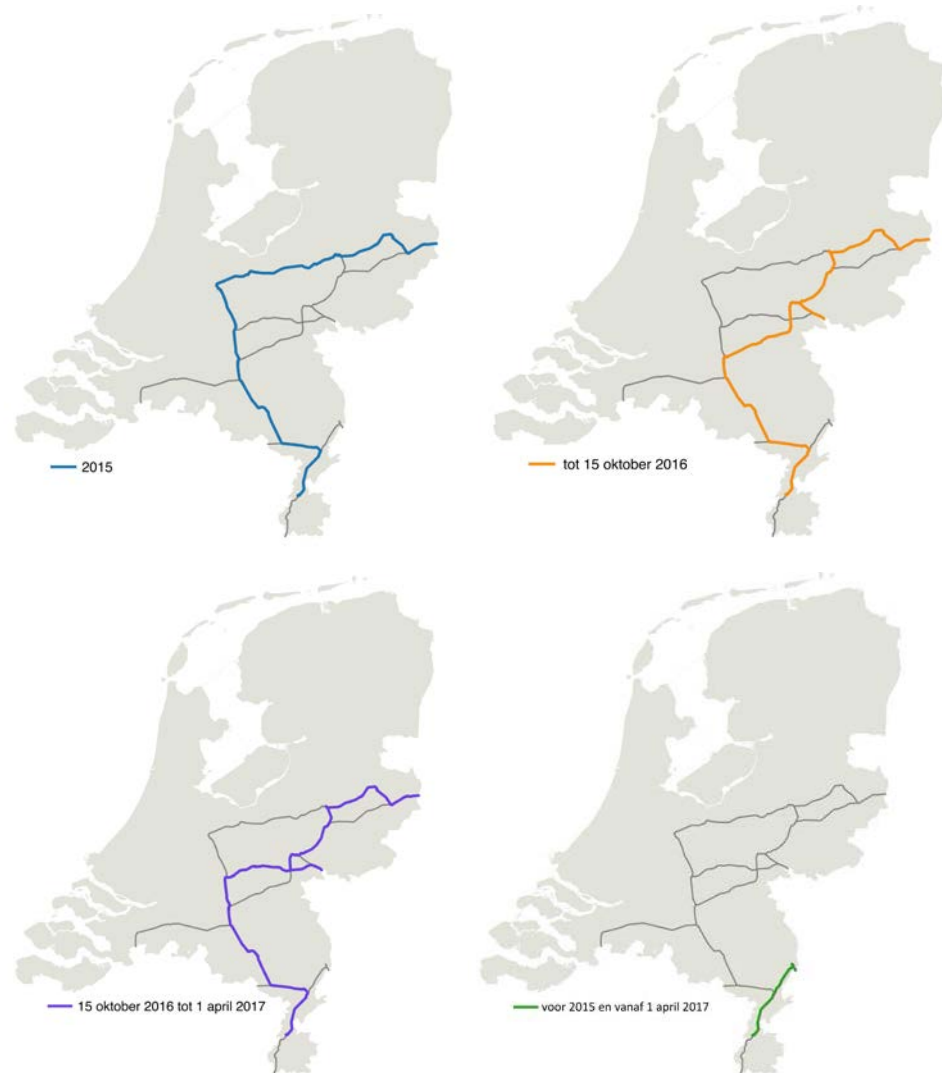 2015
tot 15 oktober 2016
15 oktober 2016 tot 1 april 2017
voor 2015 en vanaf 1 april 2017